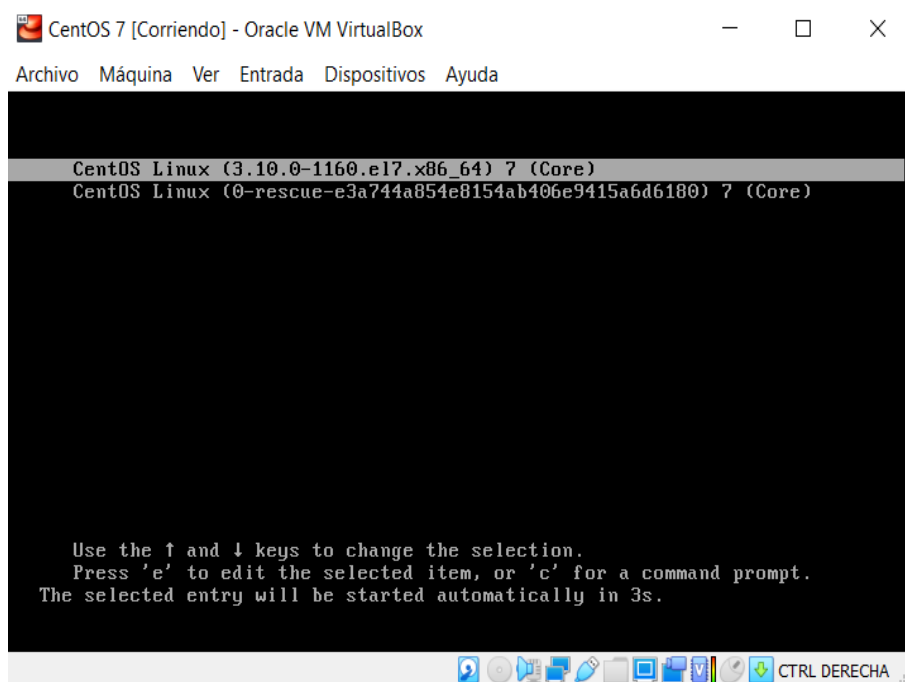 CentOS 7 [Corriendo] - Oracle VM VirtualBox
Archivo Máquina Ver Entrada Dispositivos Ayuda
CentOS Linux (3.10.0-1160.el7.x86_64) 7 (Core)
CentOS Linux (0-rescue-e3a744a854e8154ab406e9415a6d6180) 7 (Core)
Use the ↑ and ↓ keys to change the selection.
Press 'e' to edit the selected item, or 'c' for a command prompt.
The selected entry will be started automatically in 3s.
CTRL DERECHA